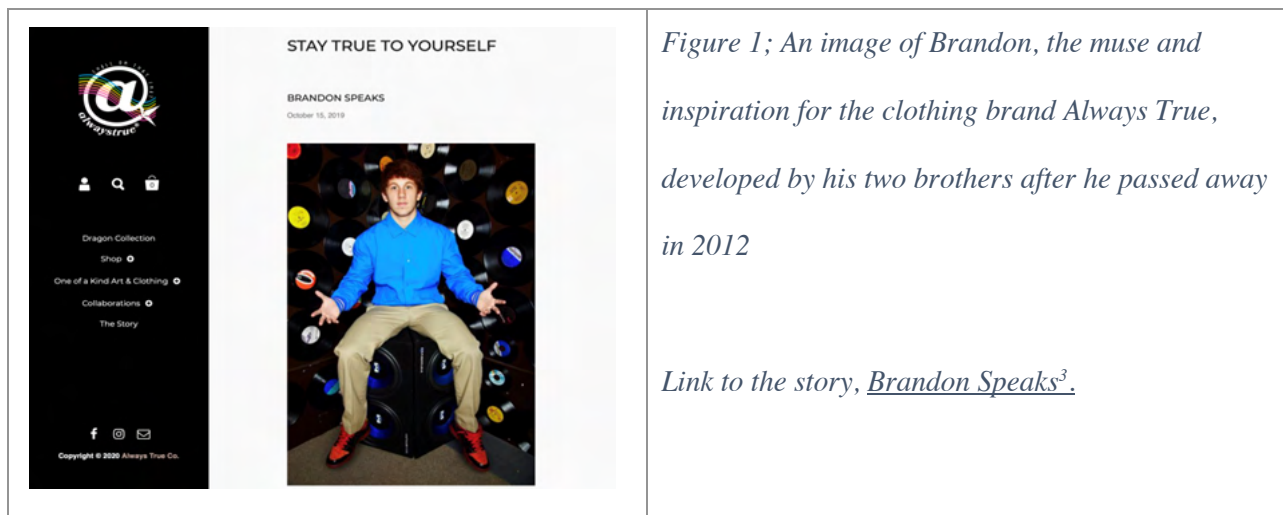 STAY TRUE TO YOURSELF
BRANDON SPEAKS
October 15, 2019
@
alwaystrue
0
Dragon Collection
Shop
One of a Kind Art & Clothing
Collaborations
The Story
f
Copyright © 2020 Always True Co.
Figure 1; An image of Brandon, the muse and
inspiration for the clothing brand Always True,
developed by his two brothers after he passed away
in 2012
Link to the story, Brandon Speaks³.